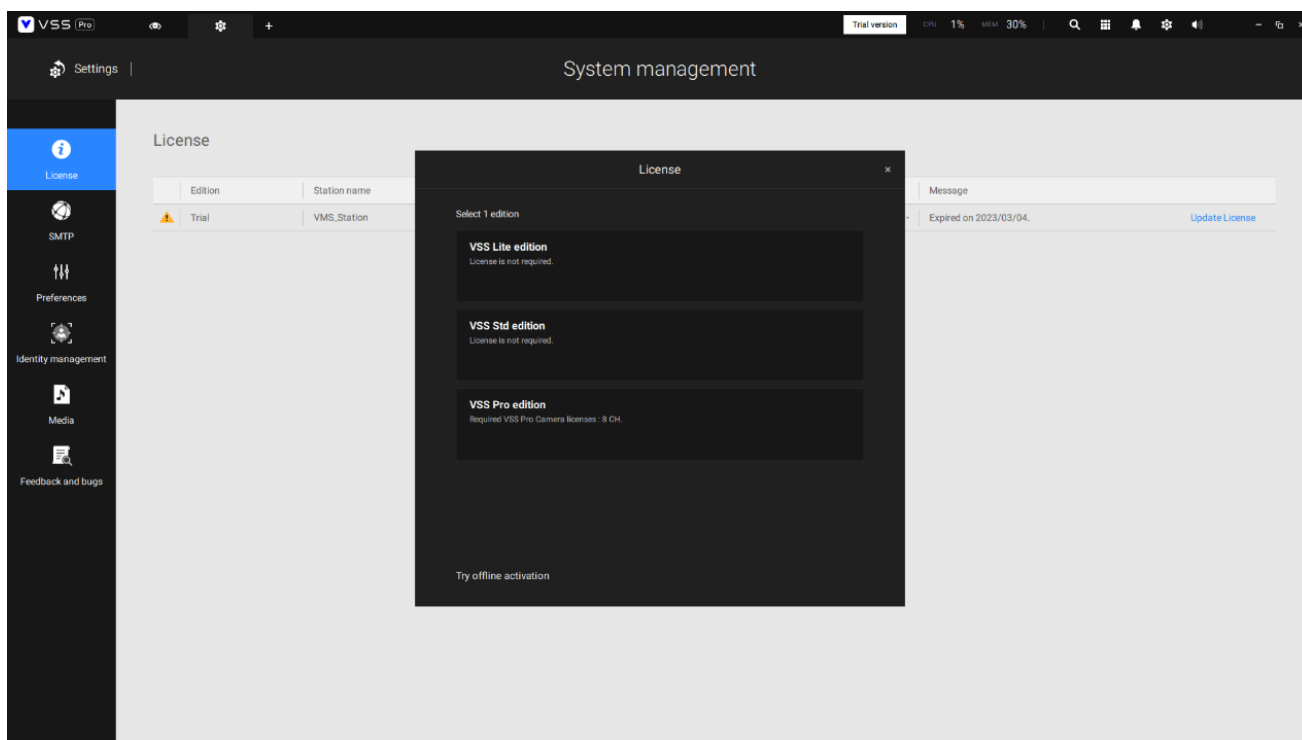 VSS Pro
+
Trial version
CPU 1% MEM 30%
Settings
System management
License
SMTP
Preferences
Identity management
Media
Feedback and bugs
License
Edition Station name Message
Trial VMS_Station - Expired on 2023/03/04. Update License
License ×
Select 1 edition
VSS Lite edition
License is not required.
VSS Std edition
License is not required.
VSS Pro edition
Required VSS Pro Camera licenses : 8 CH.
Try offline activation